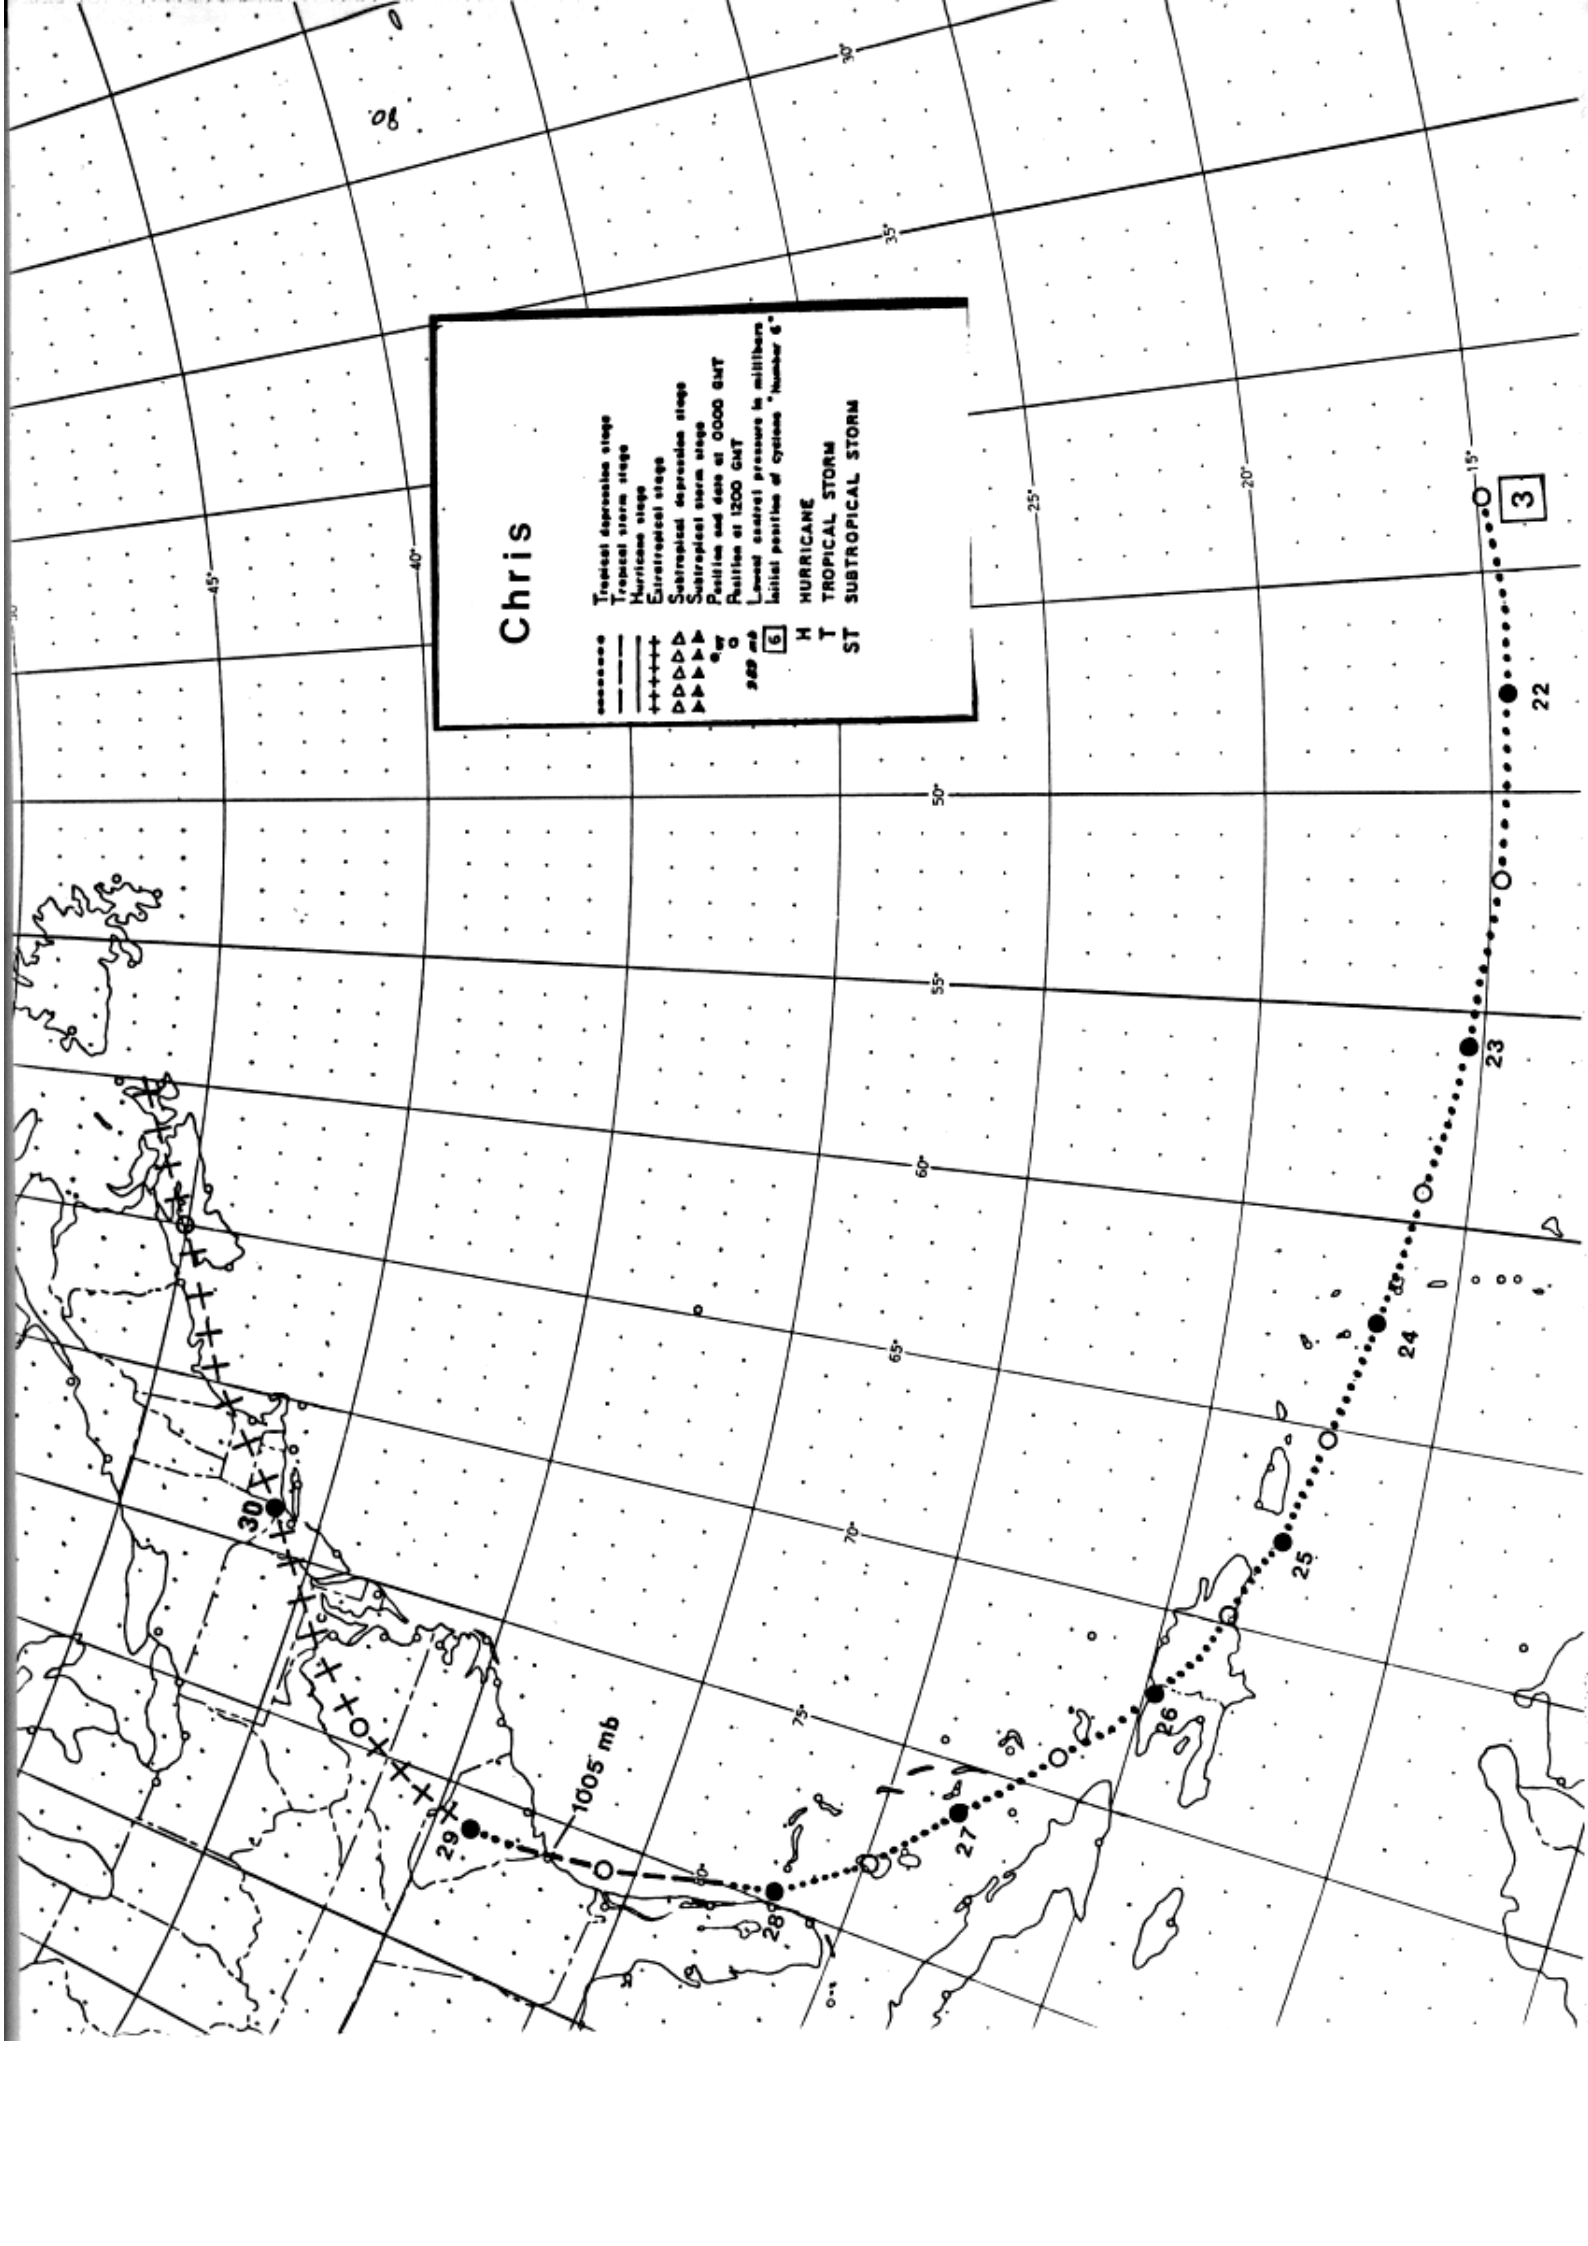 Chris
Tropical depression stage
Tropical storm stage
Hurricane stage
Extratropical stage
Subtropical depression stage
Subtropical storm stage
Position and date at 0000 GMT
Position at 1200 GMT
989 mb Lowest central pressure in millibars
6 Initial position of cyclone "Number 6"
H HURRICANE
T TROPICAL STORM
ST SUBTROPICAL STORM
30°
35°
45°
40°
25°
20°
15°
3
22
50°
55°
23
60°
24
65°
25
70°
26
75°
27
28
1005 mb
29
30